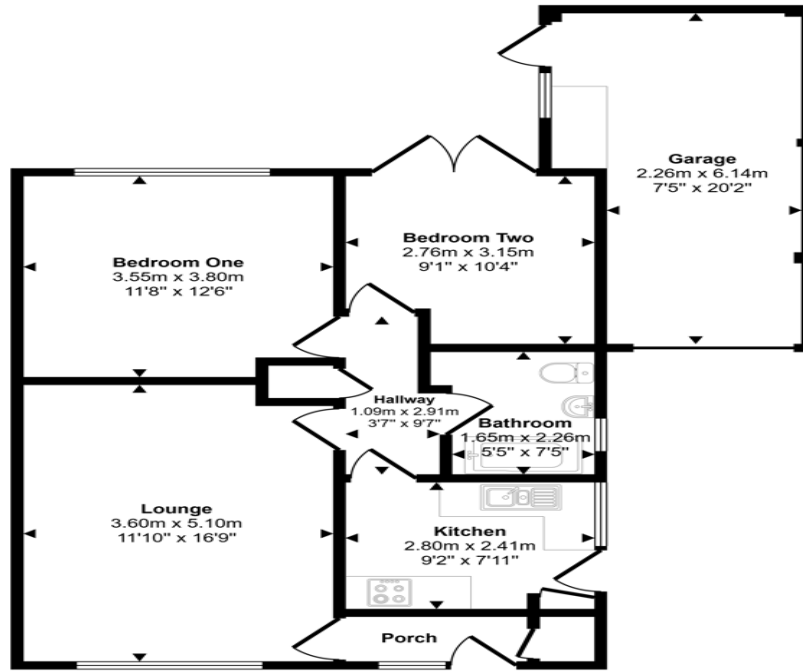 Garage
2.26m x 6.14m
7'5" x 20'2"
Bedroom Two
2.76m x 3.15m
9'1" x 10'4"
Bedroom One
3.55m x 3.80m
11'8" x 12'6"
Hallway
1.09m x 2.91m
3'7" x 9'7"
Bathroom
1.65m x 2.26m
5'5" x 7'5"
Lounge
3.60m x 5.10m
11'10" x 16'9"
Kitchen
2.80m x 2.41m
9'2" x 7'11"
Porch